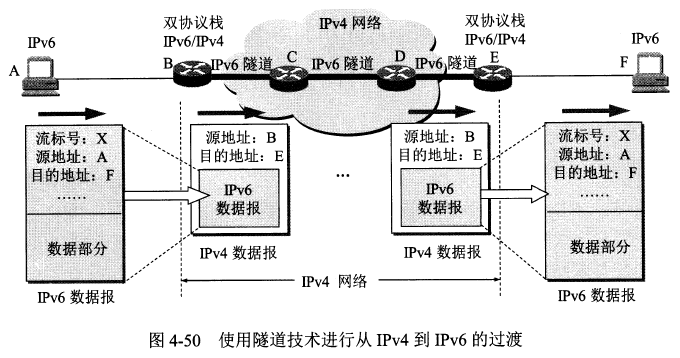 IPv4 网络
双协议栈
IPv6/IPv4
双协议栈
IPv6/IPv4
IPv6
IPv6
A
B
IPv6 隧道
C
IPv6 隧道
D
IPv6 隧道
E
F
流标号：X
源地址：A
目的地址：F
……
数据部分
IPv6 数据报
源地址：B
目的地址：E
IPv6
数据报
IPv4 数据报
…
源地址：B
目的地址：E
IPv6
数据报
IPv4 数据报
流标号：X
源地址：A
目的地址：F
……
数据部分
IPv6 数据报
IPv4 网络
图 4-50 使用隧道技术进行从 IPv4 到 IPv6 的过渡